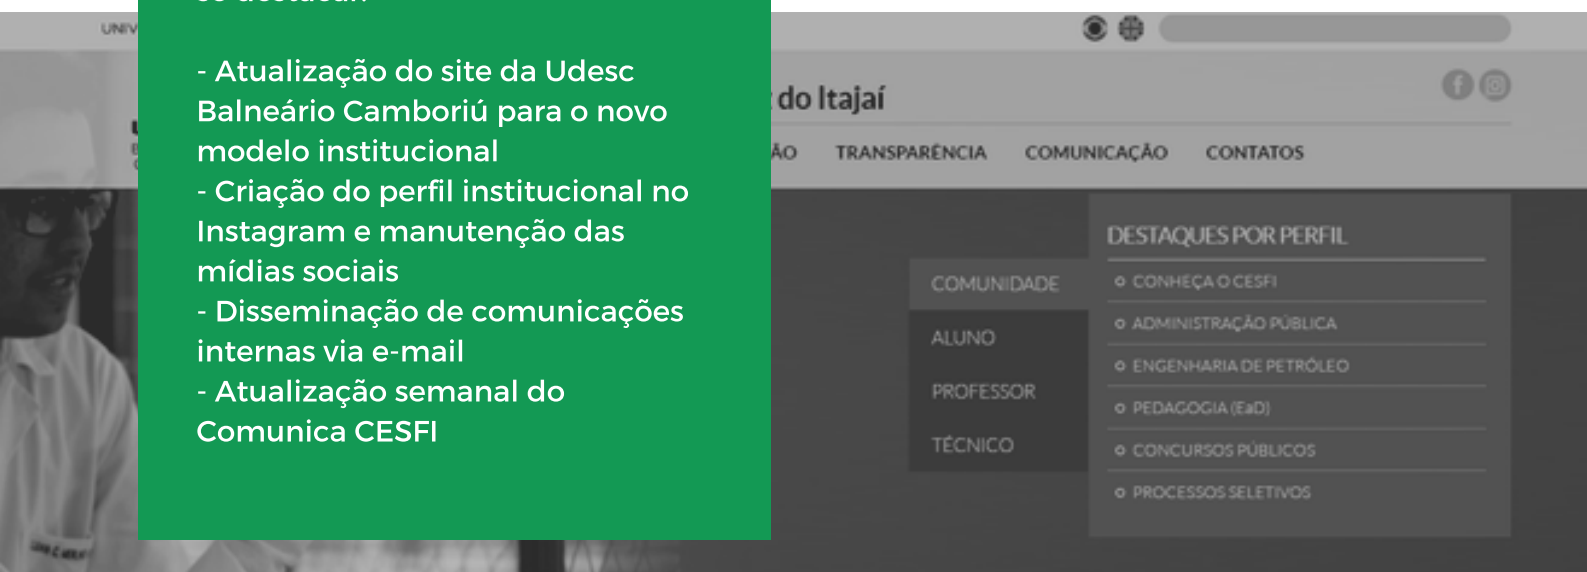 UNIV
- Atualização do site da Udesc
Balneário Camboriú para o novo
modelo institucional
- Criação do perfil institucional no
Instagram e manutenção das
mídias sociais
- Disseminação de comunicações
internas via e-mail
- Atualização semanal do
Comunica CESFI
do Itajaí
ÃO TRANSPARÊNCIA COMUNICAÇÃO CONTATOS
COMUNIDADE
ALUNO
PROFESSOR
TÉCNICO
DESTAQUES POR PERFIL
CONHEÇA O CESFI
ADMINISTRAÇÃO PÚBLICA
ENGENHARIA DE PETRÓLEO
PEDAGOGIA (EaD)
CONCURSOS PÚBLICOS
PROCESSOS SELETIVOS